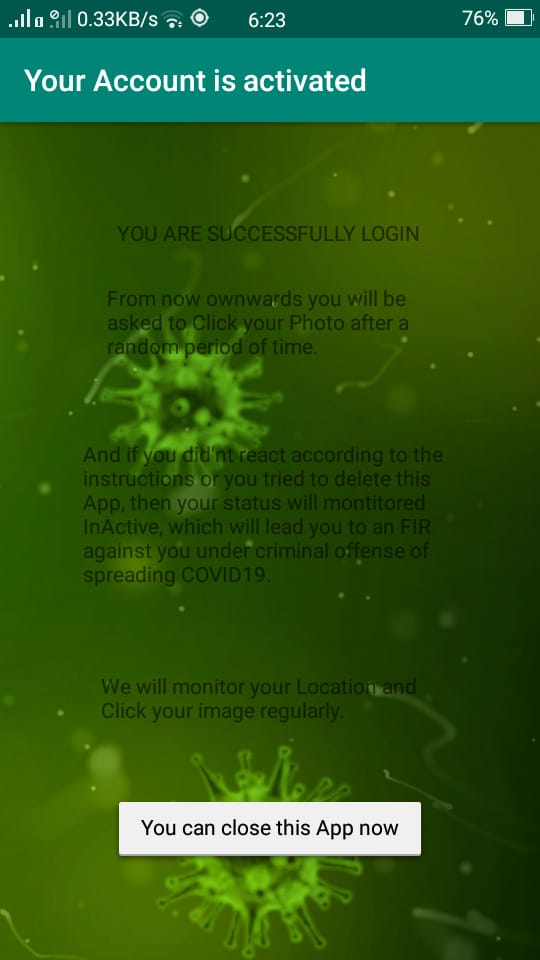 0.33KB/s 6:23 76%
Your Account is activated
YOU ARE SUCCESSFULLY LOGIN
From now ownwards you will be
asked to Click your Photo after a
random period of time.
And if you did'nt react according to the
instructions or you tried to delete this
App, then your status will montitored
InActive, which will lead you to an FIR
against you under criminal offense of
spreading COVID19.
We will monitor your Location and
Click your image regularly.
You can close this App now